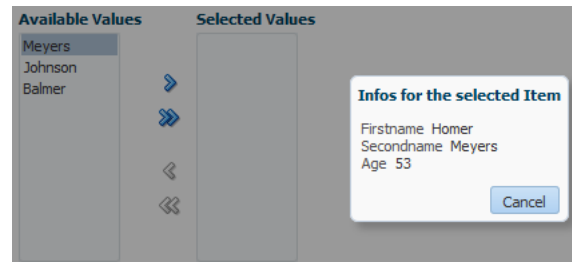 Available Values
Selected Values
Meyers
Johnson
Balmer
Infos for the selected Item
Firstname Homer
Secondname Meyers
Age 53
Cancel